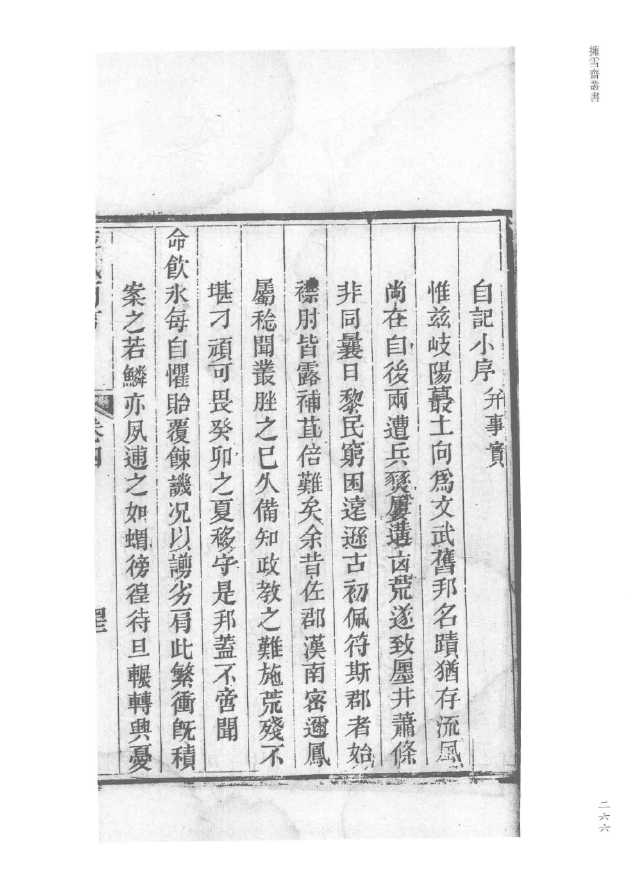 擁雪齋叢書
自記小序 弁事實
惟茲岐陽蕞土向爲文武舊邦名蹟猶存流風
尚在自後兩遭兵燹屢遘凶荒遂致廛井蕭條
非同曩日黎民窮困遠遜古初佩符斯郡者始
襟肘皆露補苴倍難矣余昔佐郡漢南密邇鳳
屬稔聞叢脞之已久備知政教之難施荒殘不
堪刁頑可畏癸卯之夏移守是邦蓋不啻聞
命飲氷每自懼貽覆餗譏況以譾劣肩此繁衝旣積
案之若鱗亦夙逋之如蝟徬徨待旦輾轉興憂
卷四
二六六